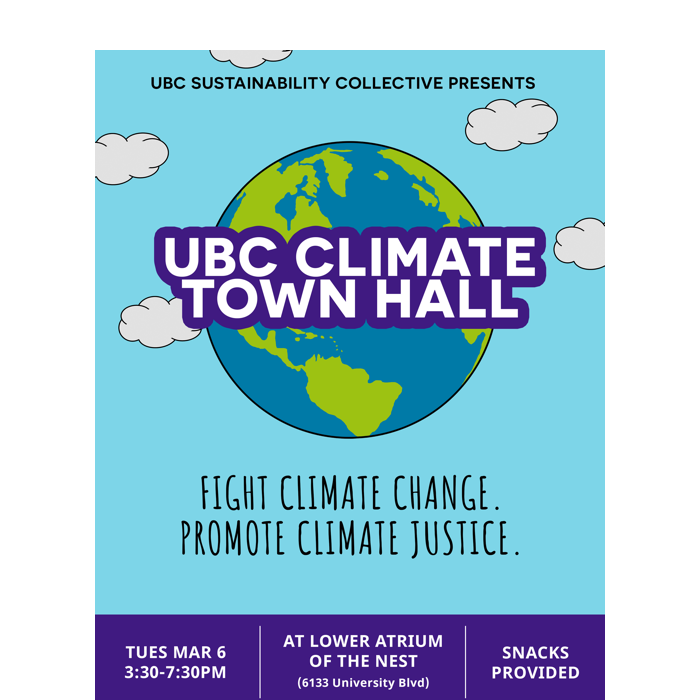 UBC SUSTAINABILITY COLLECTIVE PRESENTS
UBC CLIMATE
TOWN HALL
FIGHT CLIMATE CHANGE.
PROMOTE CLIMATE JUSTICE.
TUES MAR 6
3:30-7:30PM
AT LOWER ATRIUM
OF THE NEST
(6133 University Blvd)
SNACKS
PROVIDED